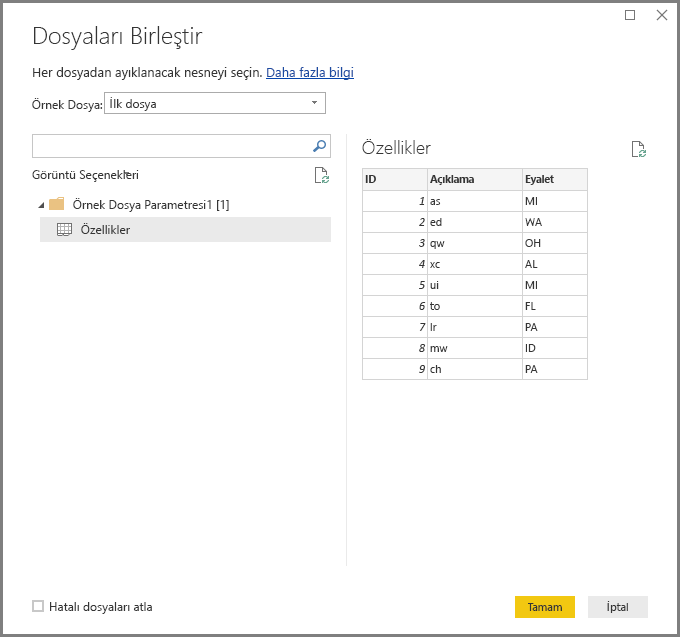 Dosyaları Birleştir
Her dosyadan ayıklanacak nesneyi seçin. Daha fazla bilgi
Örnek Dosya: İlk dosya
Görüntü Seçenekleri
Örnek Dosya Parametresi1 [1]
Özellikler
Özellikler
ID Açıklama Eyalet
1 as MI
2 ed WA
3 qw OH
4 xc AL
5 ui MI
6 to FL
7 lr PA
8 mw ID
9 ch PA
Hatalı dosyaları atla
Tamam İptal